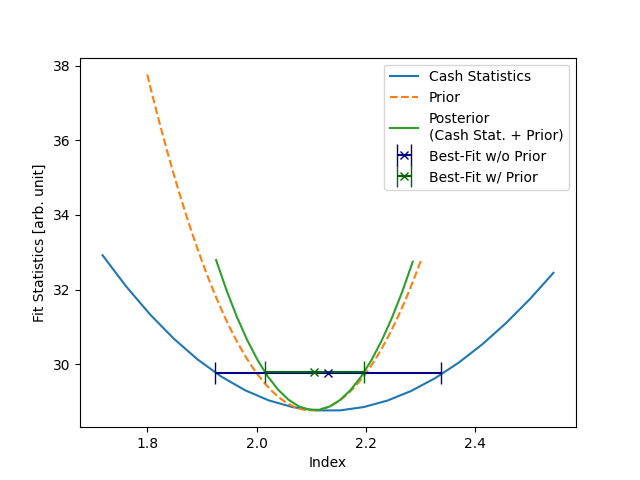 38
36
34
32
30
Fit Statistics [arb. unit]
Cash Statistics
Prior
Posterior
(Cash Stat. + Prior)
Best-Fit w/o Prior
Best-Fit w/ Prior
1.8
2.0
2.2
2.4
Index